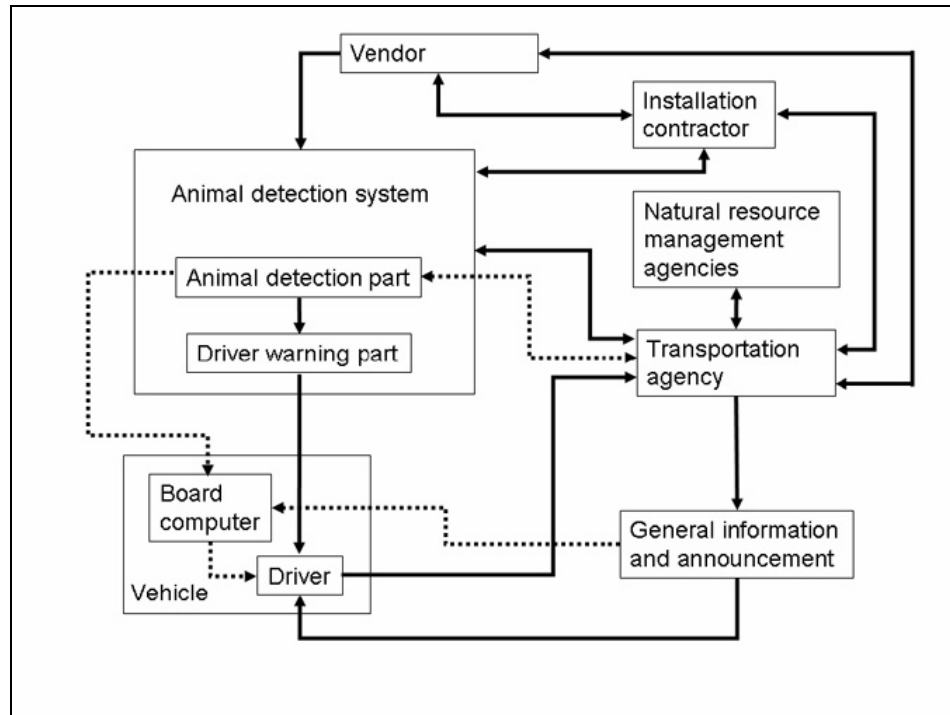 Vendor
Installation
contractor
Animal detection system
Natural resource
management
agencies
Animal detection part
Driver warning part
Transportation
agency
Board
computer
General information
and announcement
Driver
Vehicle